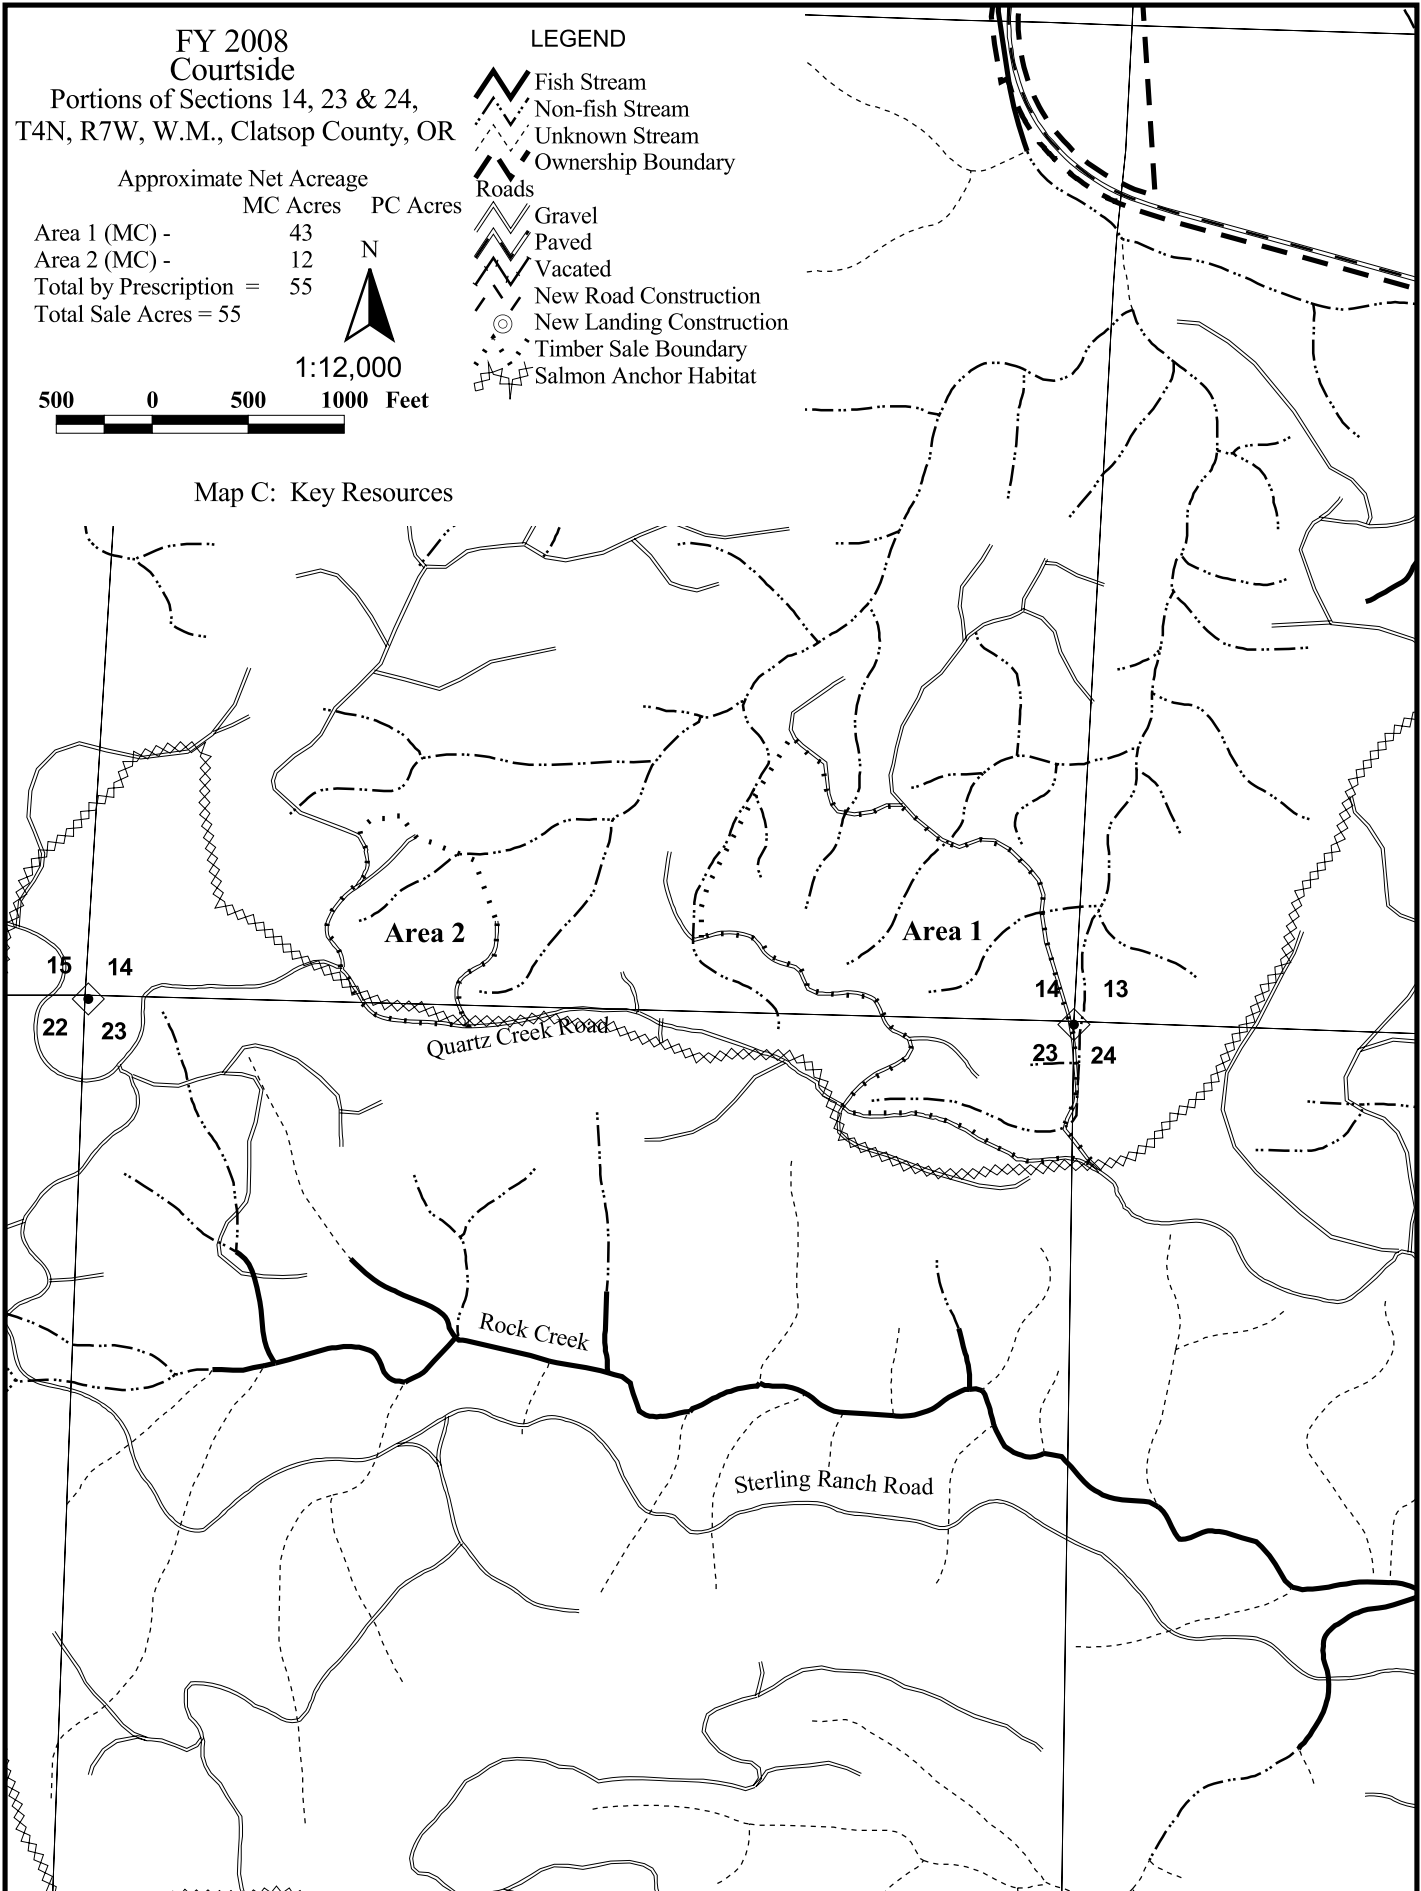 FY 2008
Courtside
Portions of Sections 14, 23 & 24,
T4N, R7W, W.M., Clatsop County, OR
Approximate Net Acreage
MC Acres PC Acres
Area 1 (MC) - 43
Area 2 (MC) - 12
Total by Prescription = 55
Total Sale Acres = 55
N
1:12,000
500 0 500 1000 Feet
Map C: Key Resources
LEGEND
Fish Stream
Non-fish Stream
Unknown Stream
Ownership Boundary
Roads
Gravel
Paved
Vacated
New Road Construction
New Landing Construction
Timber Sale Boundary
Salmon Anchor Habitat
Area 2
Area 1
15 14
22 23
14 13
23 24
Quartz Creek Road
Rock Creek
Sterling Ranch Road